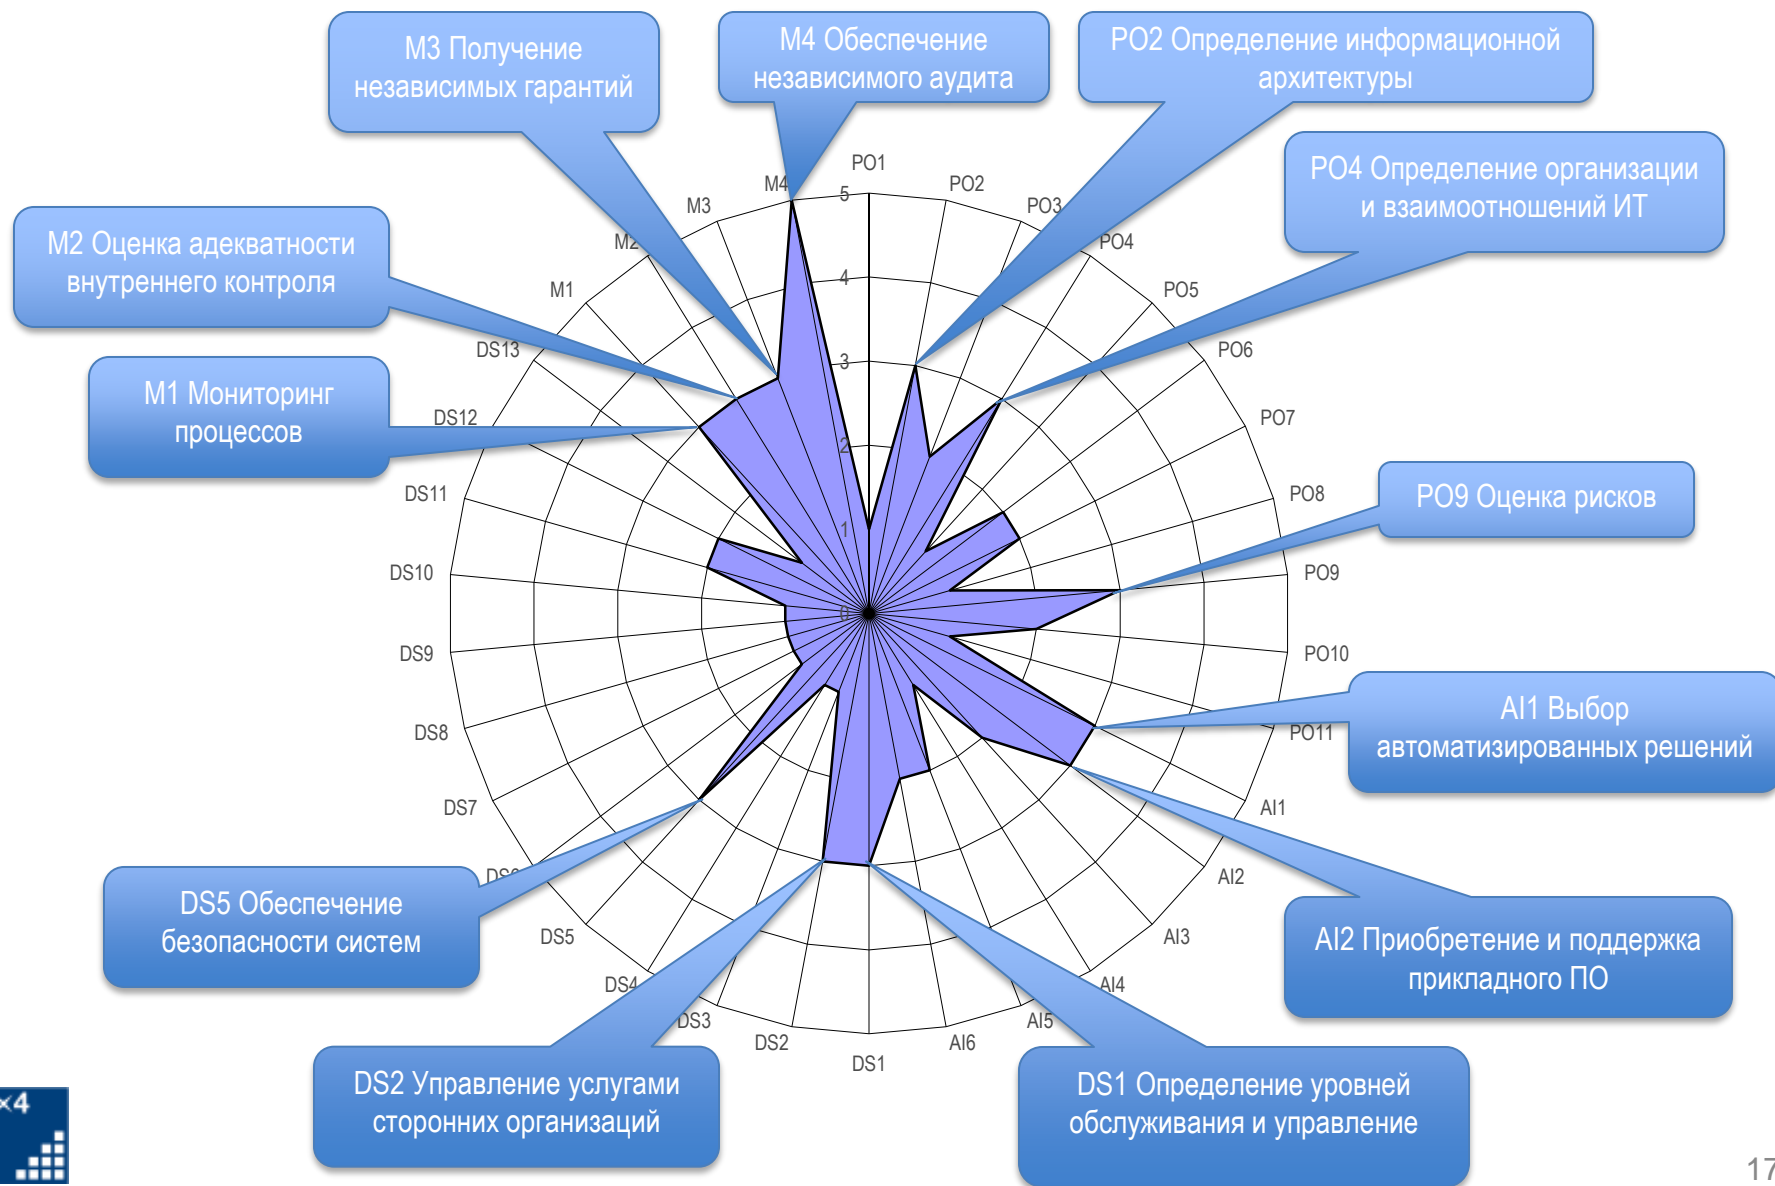 М3 Получение
независимых гарантий
М4 Обеспечение
независимого аудита
PO2 Определение информационной
архитектуры
PO4 Определение организации
и взаимоотношений ИТ
М2 Оценка адекватности
внутреннего контроля
М1 Мониторинг
процессов
PO9 Оценка рисков
AI1 Выбор
автоматизированных решений
AI2 Приобретение и поддержка
прикладного ПО
DS5 Обеспечение
безопасности систем
DS2 Управление услугами
сторонних организаций
DS1 Определение уровней
обслуживания и управление
PO1
PO2
PO3
PO4
PO5
PO6
PO7
PO8
PO9
PO10
PO11
AI1
AI2
AI3
AI4
AI5
AI6
DS1
DS2
DS3
DS4
DS5
DS6
DS7
DS8
DS9
DS10
DS11
DS12
DS13
M1
M2
M3
M4
5
4
3
2
1
0
×4
17